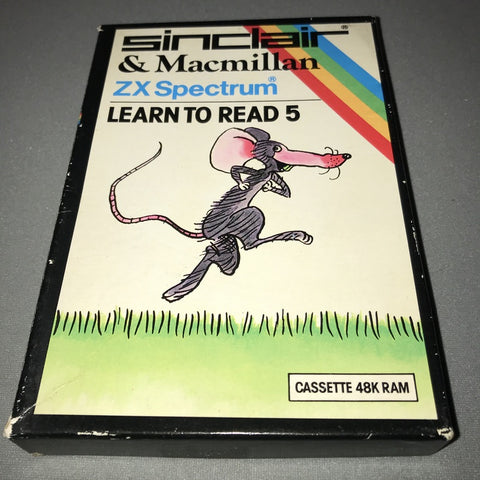 sinclair®
& Macmillan
ZX Spectrum®
LEARN TO READ 5
CASSETTE 48K RAM